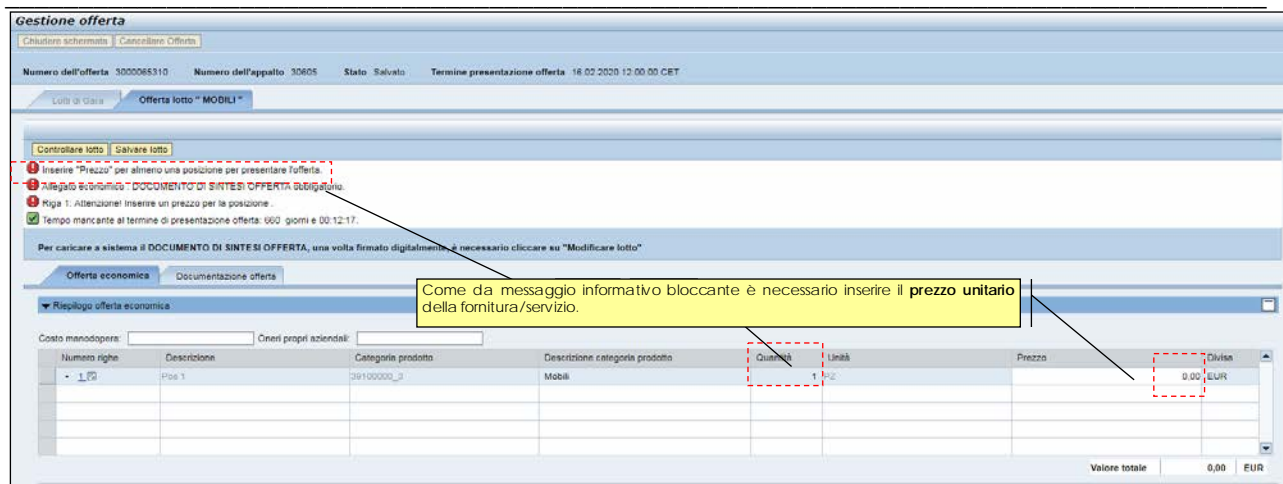 Gestione offerta
Chiudere schermata Cancellare Offerta
Numero dell'offerta 3000065310 Numero dell'appalto 30605 Stato Salvato Termine presentazione offerta 16.02.2020 12:00:00 CET
Lotti di Gara Offerta lotto " MOBILI "
Controllare lotto Salvare lotto
Inserire "Prezzo" per almeno una posizione per presentare l'offerta.
Allegato economico : DOCUMENTO DI SINTESI OFFERTA obbligatorio.
Riga 1: Attenzione! Inserire un prezzo per la posizione .
Tempo mancante al termine di presentazione offerta: 660 giorni e 00:12:17.
Per caricare a sistema il DOCUMENTO DI SINTESI OFFERTA, una volta firmato digitalmente, è necessario cliccare su "Modificare lotto"
Offerta economica Documentazione offerta
Come da messaggio informativo bloccante è necessario inserire il prezzo unitario
della fornitura/servizio.
Riepilogo offerta economica
Costo manodopera: Oneri propri aziendali:
Numero righe Descrizione Categoria prodotto Descrizione categoria prodotto Quantità Unità Prezzo Divisa
• 1 Pos 1 39100000_3 Mobili 1 PZ 0,00 EUR
Valore totale 0,00 EUR